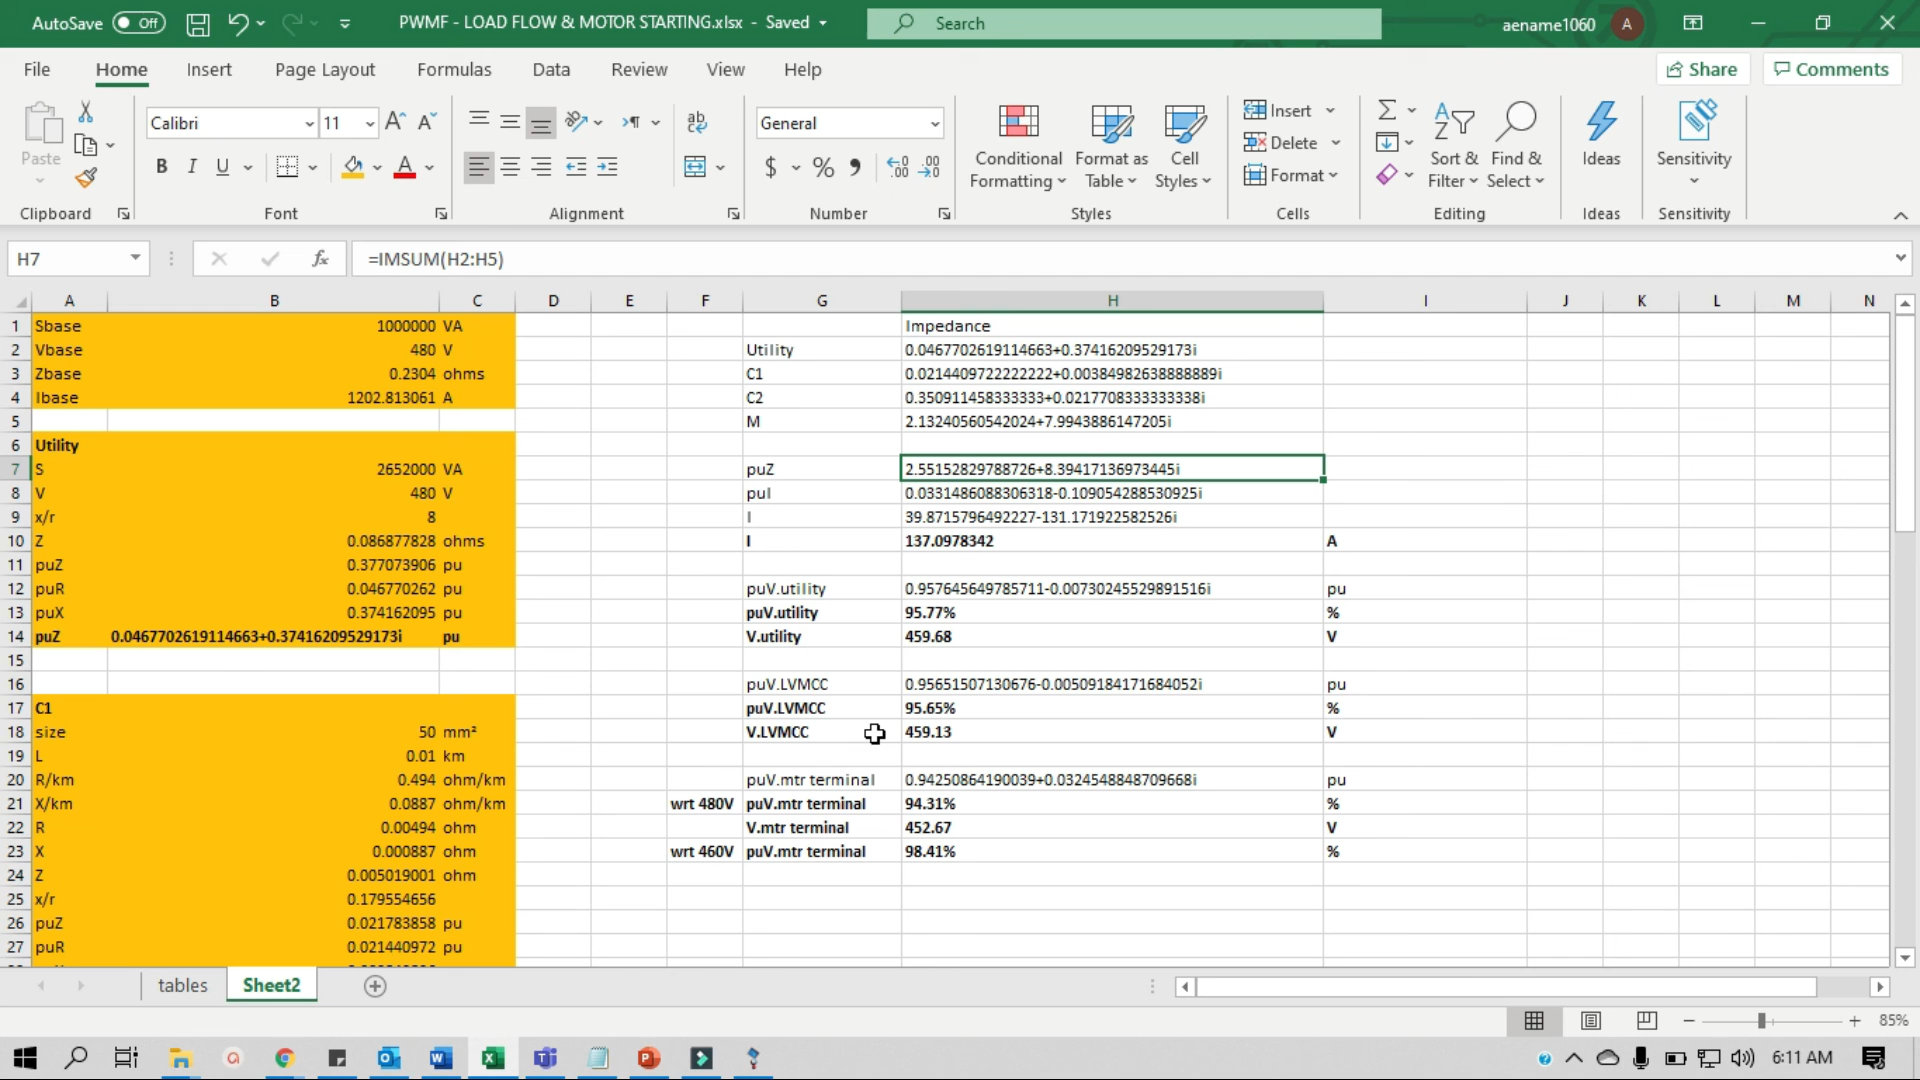 AutoSave Off PWMF - LOAD FLOW & MOTOR STARTING.xlsx - Saved Search aename1060 A
File Home Insert Page Layout Formulas Data Review View Help Share Comments
Paste Calibri 11 General Conditional Formatting Format as Table Cell Styles Insert Delete Format Sort & Filter Find & Select Ideas Sensitivity
Clipboard Font Alignment Number Styles Cells Editing Ideas Sensitivity
H7 fx =IMSUM(H2:H5)
A B C D E F G H I J K L M N
1 Sbase 1000000 VA Impedance
2 Vbase 480 V Utility 0.0467702619114663+0.37416209529173i
3 Zbase 0.2304 ohms C1 0.0214409722222222+0.00384982638888889i
4 Ibase 1202.813061 A C2 0.350911458333333+0.0217708333333338i
5 M 2.13240560542024+7.9943886147205i
6 Utility
7 S 2652000 VA puZ 2.55152829788726+8.39417136973445i
8 V 480 V puI 0.0331486088306318-0.109054288530925i
9 x/r 8 I 39.8715796492227-131.171922582526i
10 Z 0.086877828 ohms I 137.0978342 A
11 puZ 0.377073906 pu
12 puR 0.046770262 pu puV.utility 0.957645649785711-0.00730245529891516i pu
13 puX 0.374162095 pu puV.utility 95.77% %
14 puZ 0.0467702619114663+0.37416209529173i pu V.utility 459.68 V
15
16 puV.LVMCC 0.95651507130676-0.00509184171684052i pu
17 C1 puV.LVMCC 95.65% %
18 size 50 mm² V.LVMCC 459.13 V
19 L 0.01 km
20 R/km 0.494 ohm/km puV.mtr terminal 0.94250864190039+0.0324548848709668i pu
21 X/km 0.0887 ohm/km wrt 480V puV.mtr terminal 94.31% %
22 R 0.00494 ohm V.mtr terminal 452.67 V
23 X 0.000887 ohm wrt 460V puV.mtr terminal 98.41% %
24 Z 0.005019001 ohm
25 x/r 0.179554656
26 puZ 0.021783858 pu
27 puR 0.021440972 pu
tables Sheet2
85%
6:11 AM